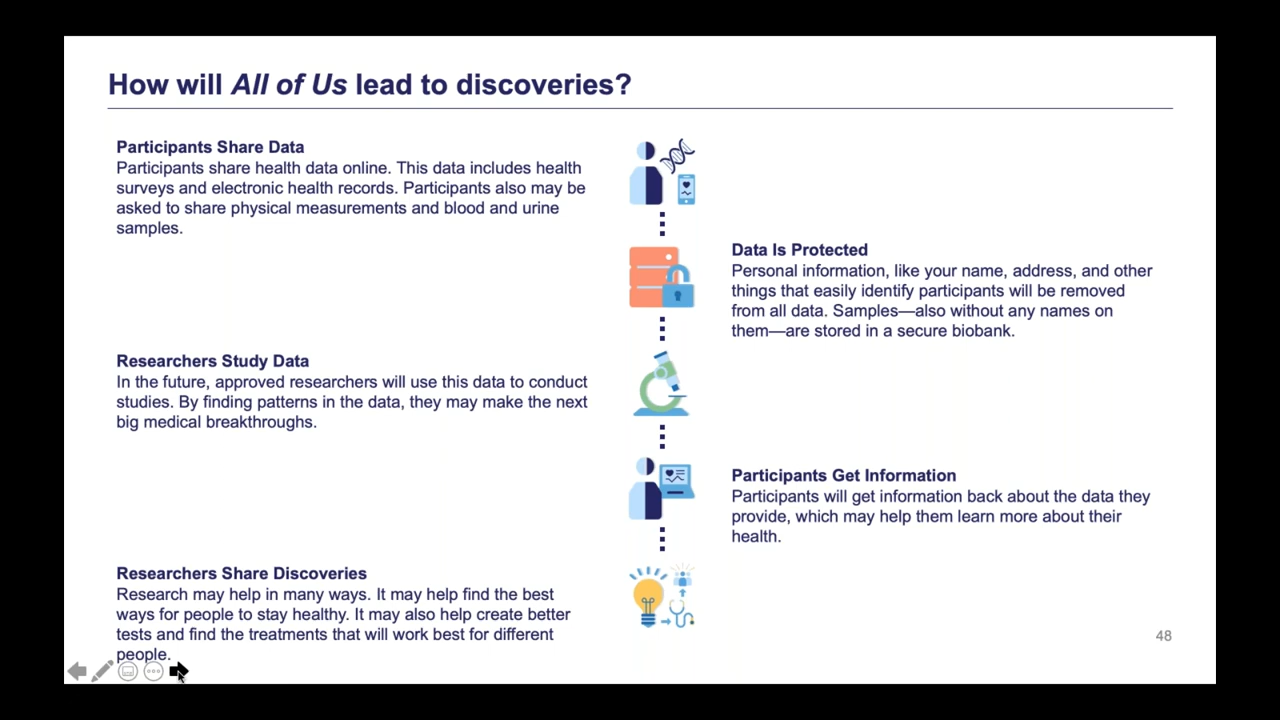 How will All of Us lead to discoveries?
Participants Share Data
Participants share health data online. This data includes health
surveys and electronic health records. Participants also may be
asked to share physical measurements and blood and urine
samples.
Data Is Protected
Personal information, like your name, address, and other
things that easily identify participants will be removed
from all data. Samples—also without any names on
them—are stored in a secure biobank.
Researchers Study Data
In the future, approved researchers will use this data to conduct
studies. By finding patterns in the data, they may make the next
big medical breakthroughs.
Participants Get Information
Participants will get information back about the data they
provide, which may help them learn more about their
health.
Researchers Share Discoveries
Research may help in many ways. It may help find the best
ways for people to stay healthy. It may also help create better
tests and find the treatments that will work best for different
people.
48